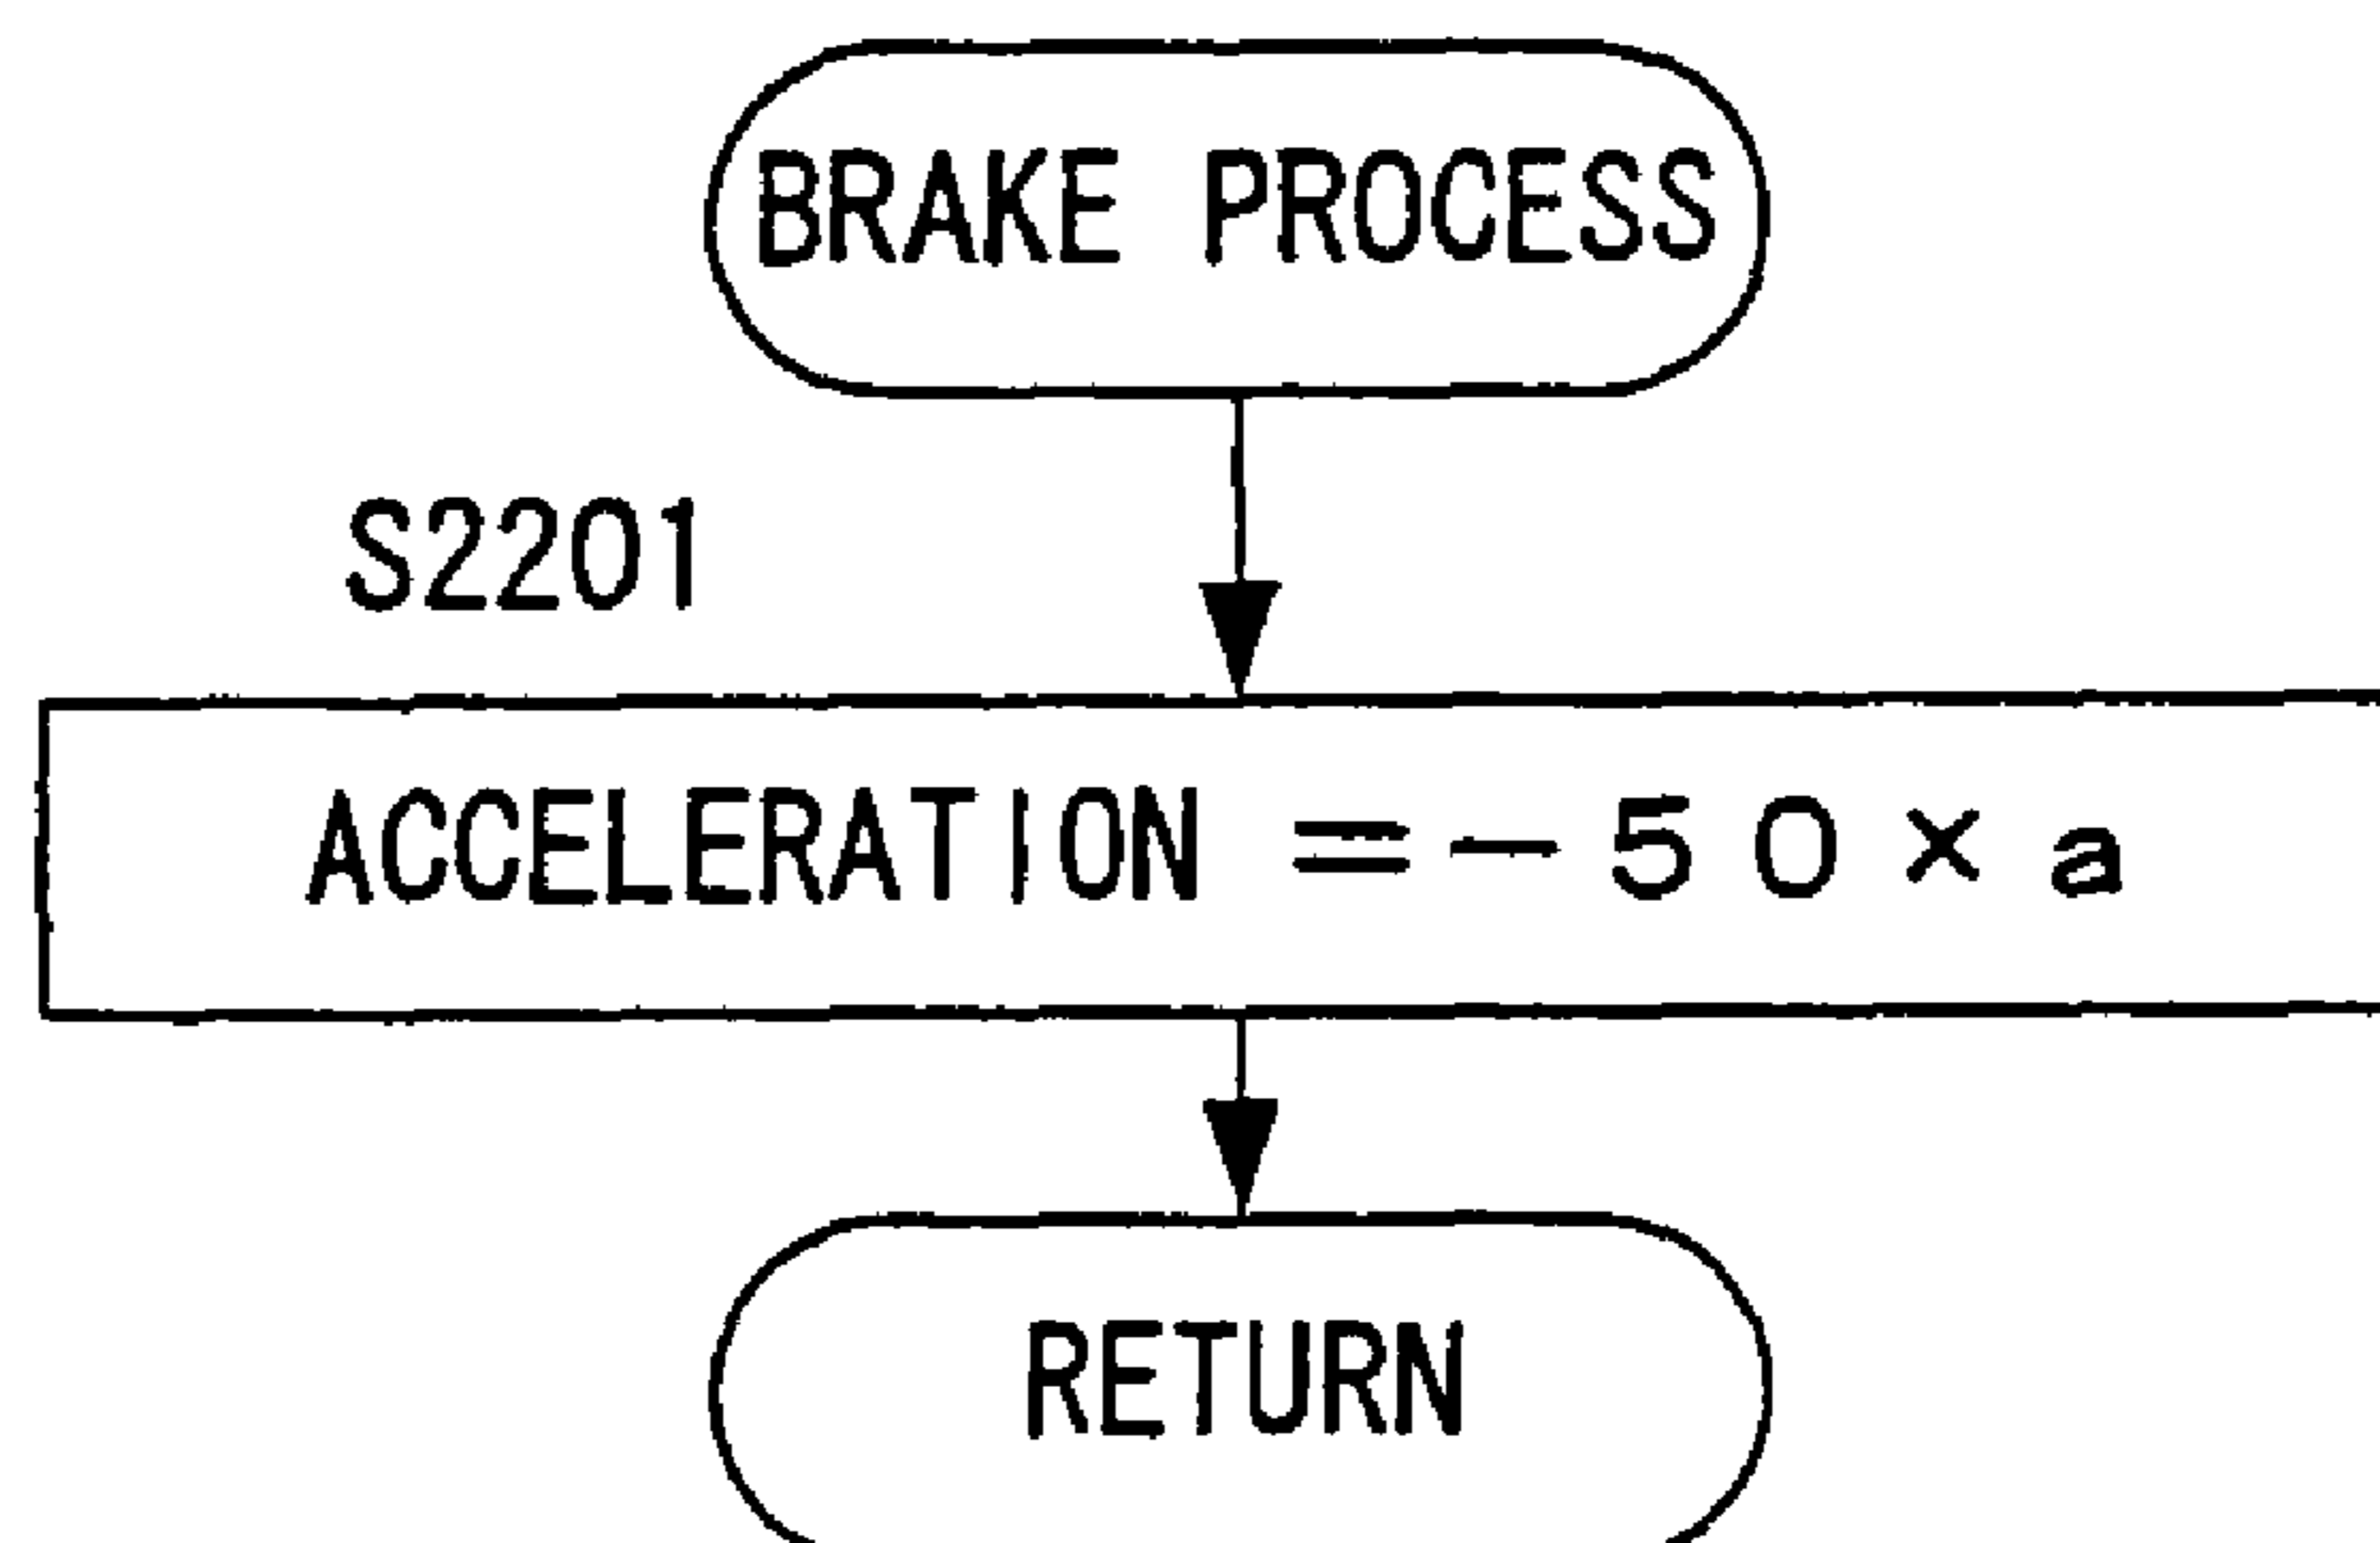 BRAKE PROCESS
S2201
ACCELERATION =－５０×a
RETURN